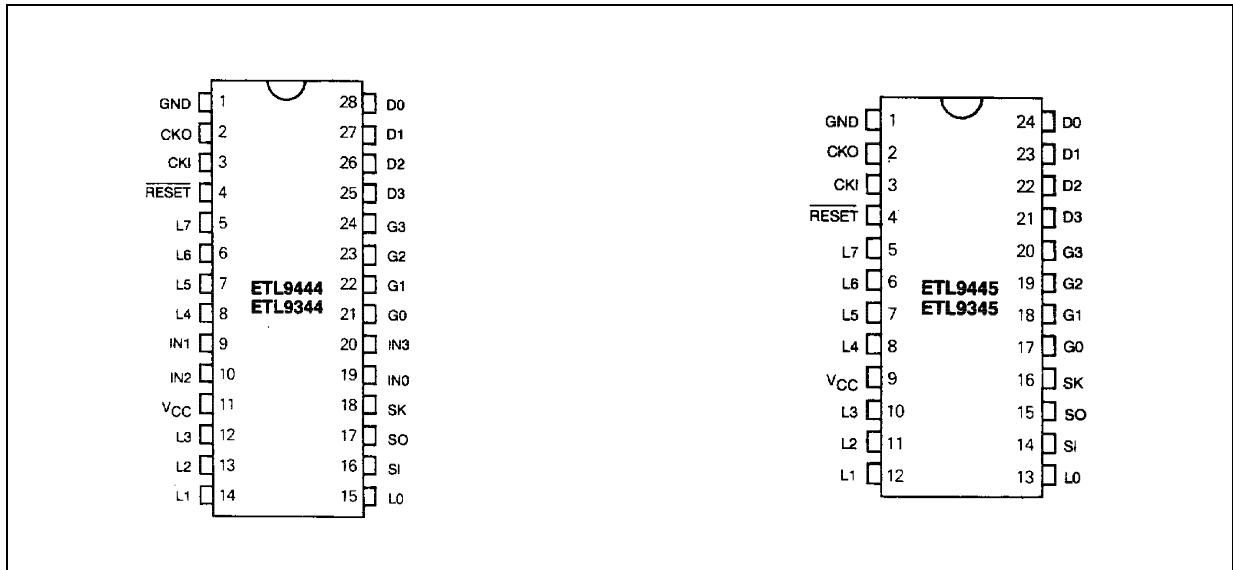 GND 1 28 D0
CKO 2 27 D1
CKI 3 26 D2
RESET 4 25 D3
L7 5 24 G3
L6 6 23 G2
L5 7 22 G1
ETL9444
ETL9344
L4 8 21 G0
IN1 9 20 IN3
IN2 10 19 IN0
VCC 11 18 SK
L3 12 17 SO
L2 13 16 SI
L1 14 15 L0
GND 1 24 D0
CKO 2 23 D1
CKI 3 22 D2
RESET 4 21 D3
L7 5 20 G3
L6 6 19 G2
ETL9445
ETL9345
L5 7 18 G1
L4 8 17 G0
VCC 9 16 SK
L3 10 15 SO
L2 11 14 SI
L1 12 13 L0